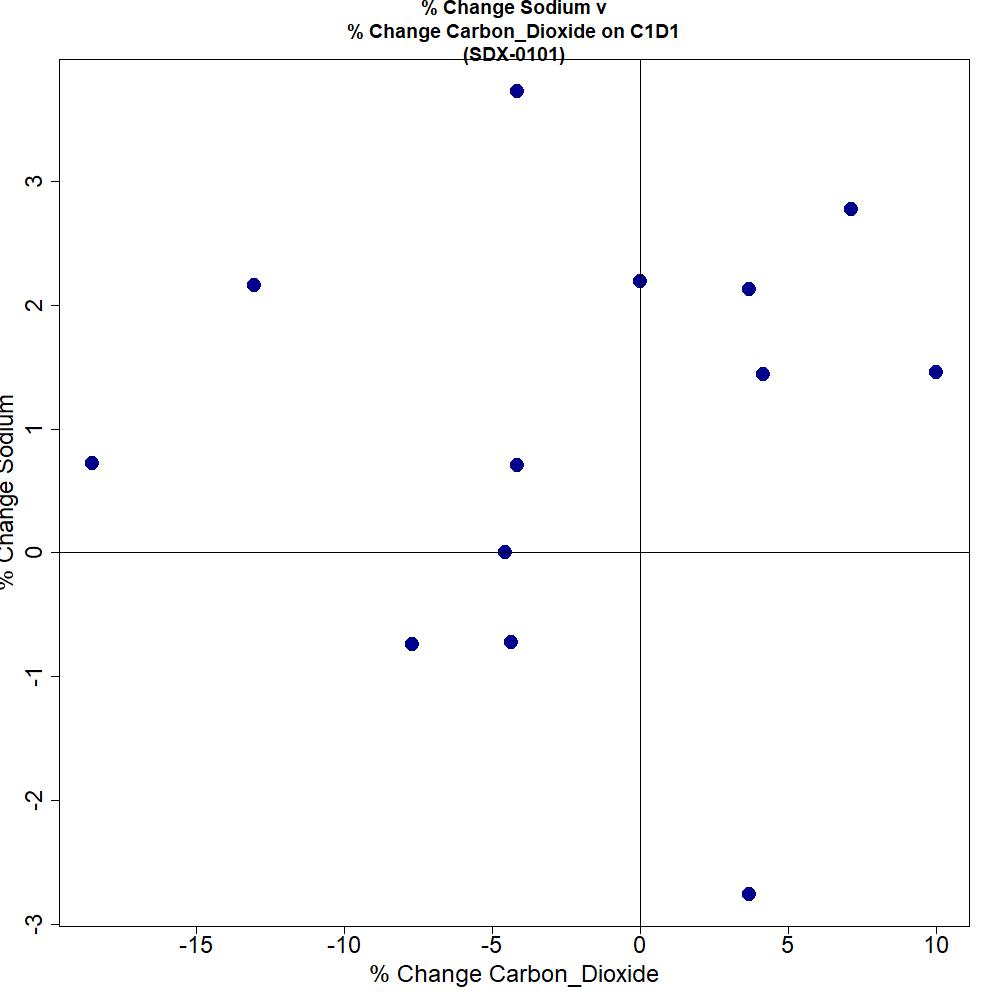 % Change Sodium v
% Change Carbon_Dioxide on C1D1
(SDX-0101)
% Change Sodium
3
2
1
0
-1
-2
-3
-15
-10
-5
0
5
10
% Change Carbon_Dioxide